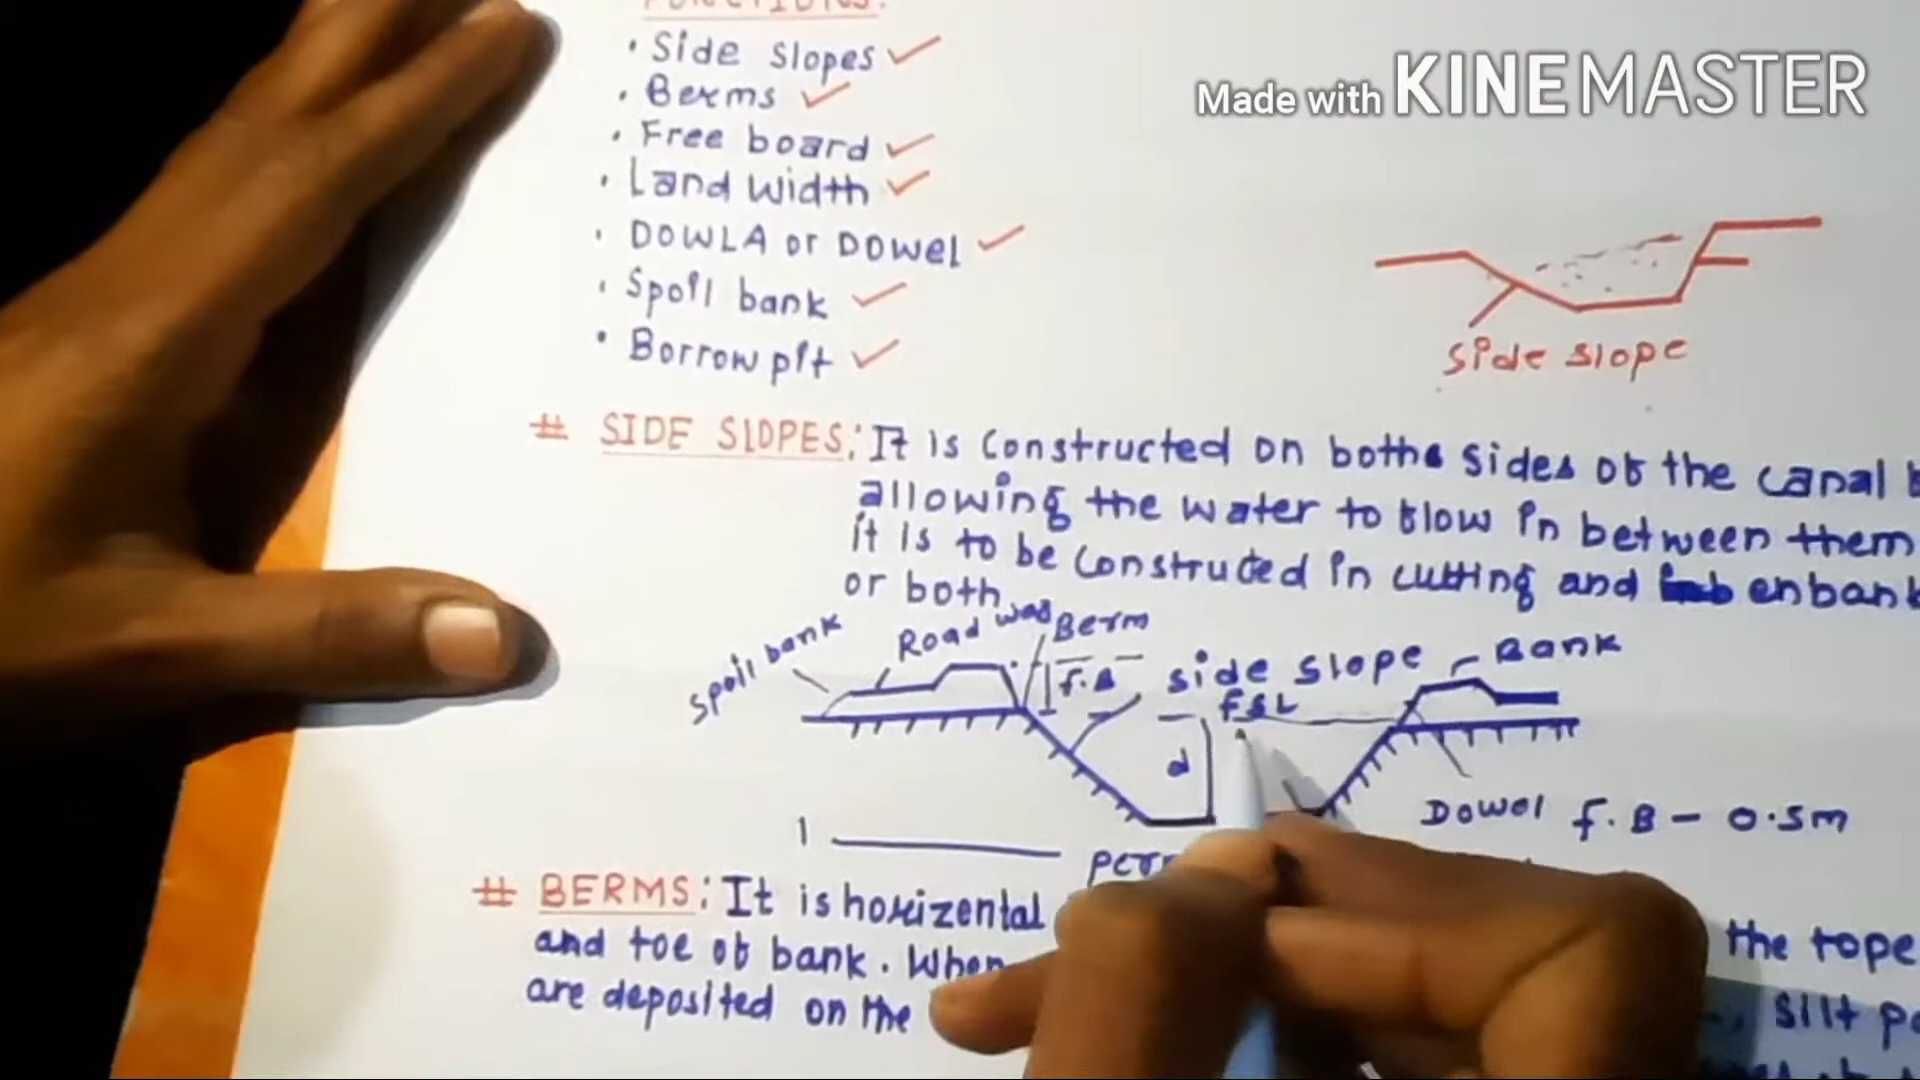 FUNCTIONS:
Made with KINEMASTER
• Side Slopes
• Berms
• Free board
• Land Width
• DOWLA or Dowel
• Spoil bank
• Borrow pit
side slope
# SIDE SLOPES: It is constructed on both sides of the canal
allowing the water to flow in between them
it is to be constructed in cutting and enbank
or both
Spoil bank
Road way
Berm
f.B
side slope
FSL
Bank
d
Dowel f.B - 0.5m
1
# BERMS: It is horizental the tope
and toe of bank. When silt
are deposited on the